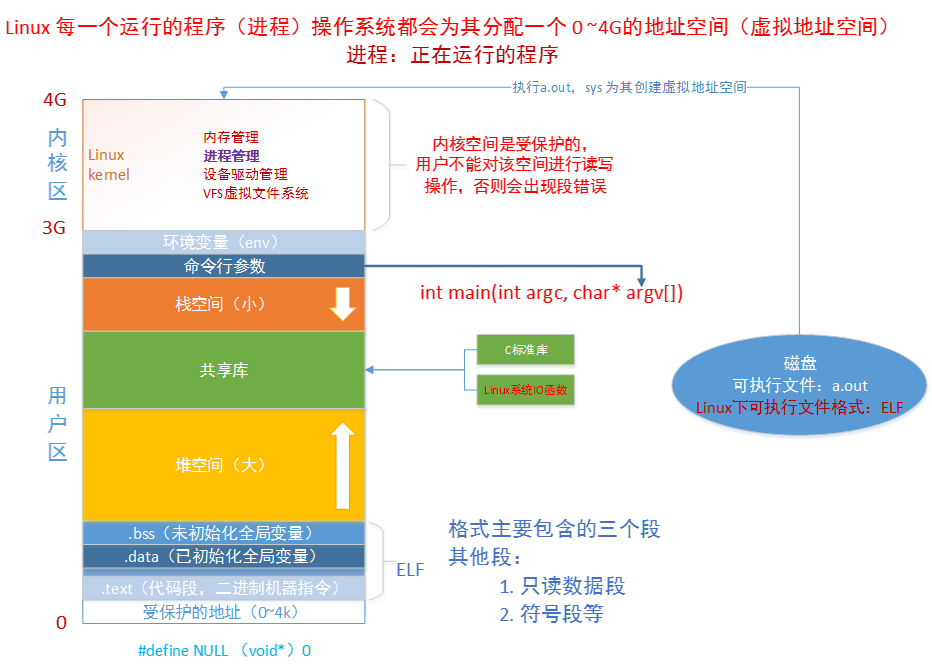 Linux 每一个运行的程序（进程）操作系统都会为其分配一个 0 ~4G的地址空间（虚拟地址空间）
进程：正在运行的程序
执行a.out，sys 为其创建虚拟地址空间
4G
内核区
Linux
kernel
内存管理
进程管理
设备驱动管理
VFS虚拟文件系统
内核空间是受保护的，
用户不能对该空间进行读写
操作，否则会出现段错误
3G
环境变量（env）
命令行参数
int main(int argc, char* argv[])
栈空间（小）
共享库
C标准库
Linux系统IO函数
磁盘
可执行文件：a.out
Linux下可执行文件格式：ELF
用户区
堆空间（大）
.bss（未初始化全局变量）
.data（已初始化全局变量）
.text（代码段，二进制机器指令）
受保护的地址（0~4k）
ELF
格式主要包含的三个段
其他段：
1. 只读数据段
2. 符号段等
0
#define NULL （void*）0